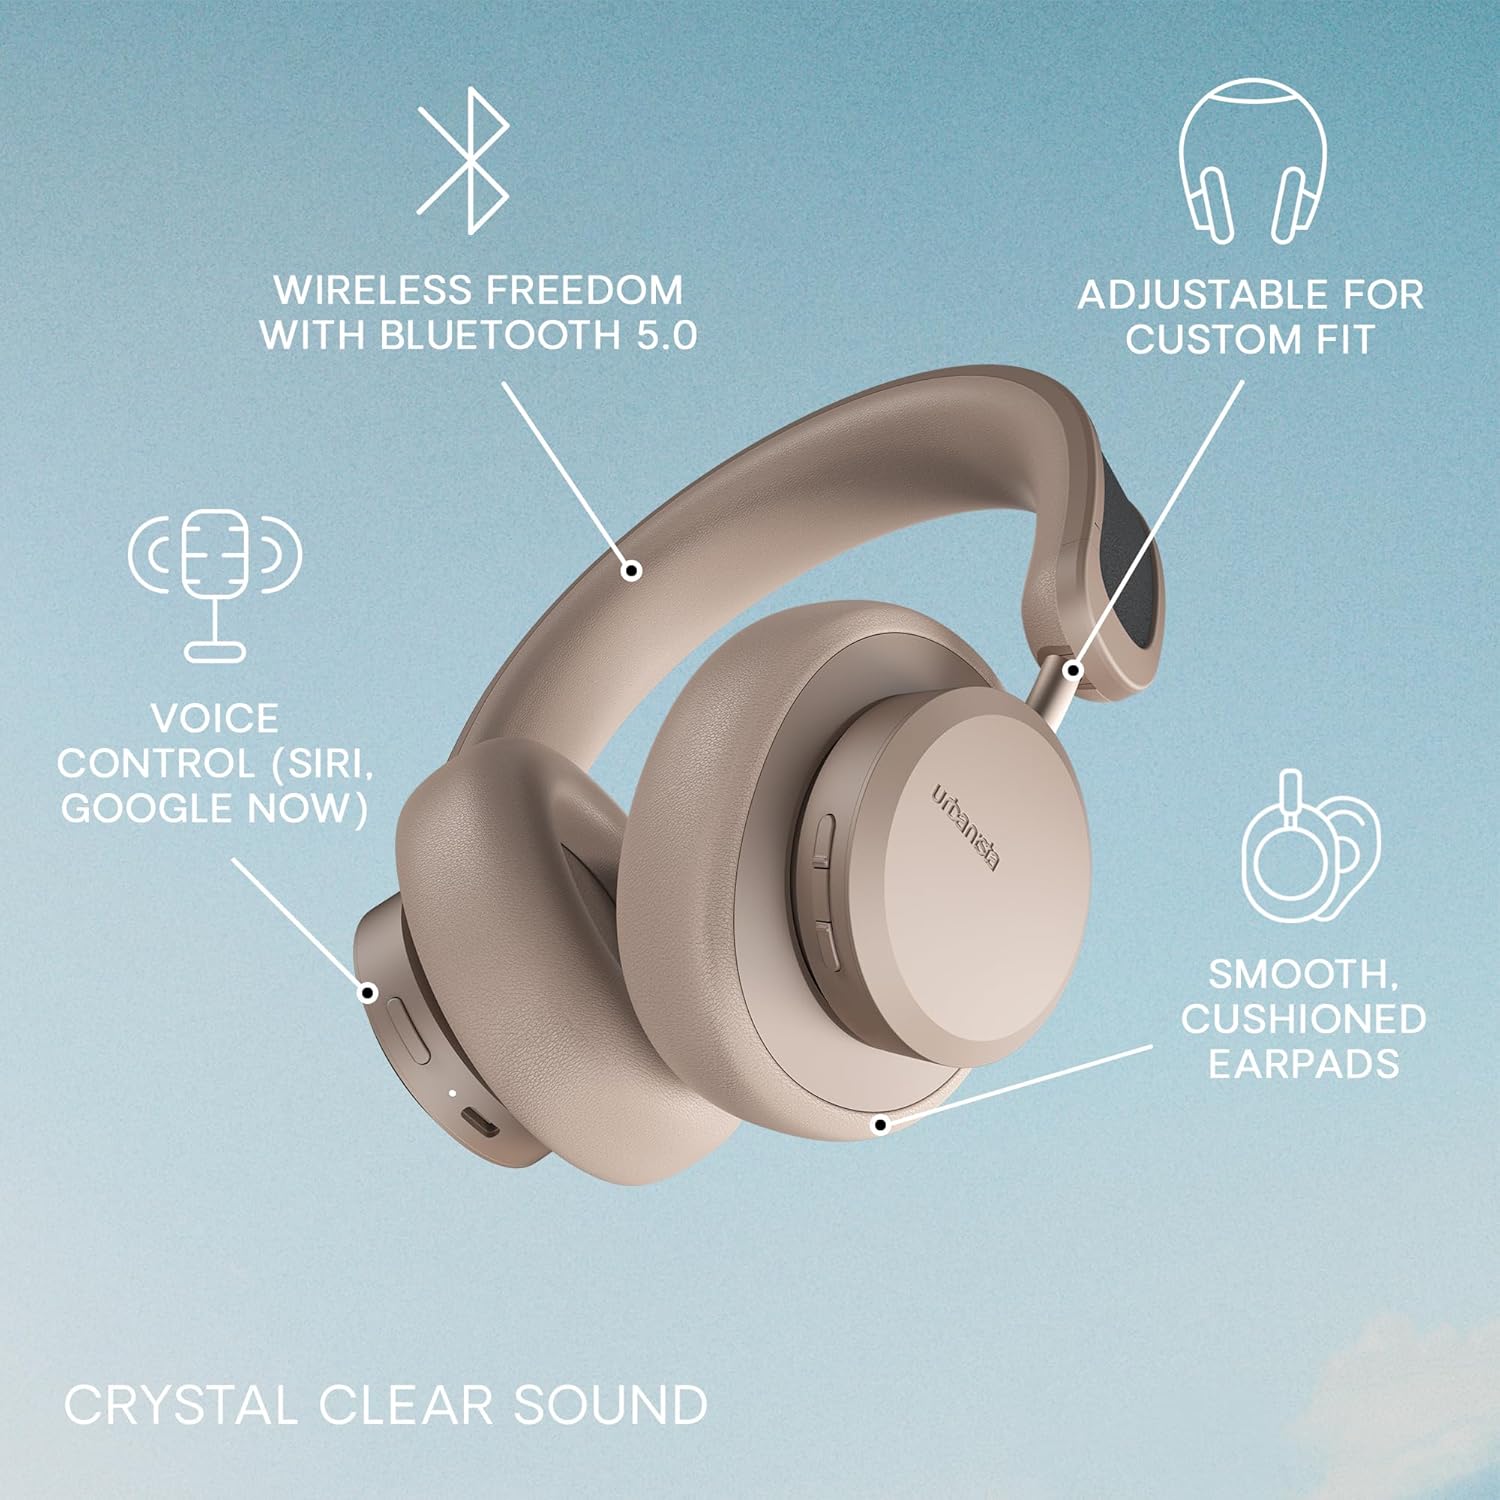 WIRELESS FREEDOM
WITH BLUETOOTH 5.0
ADJUSTABLE FOR
CUSTOM FIT
VOICE
CONTROL (SIRI,
GOOGLE NOW)
urbanista
SMOOTH,
CUSHIONED
EARPADS
CRYSTAL CLEAR SOUND